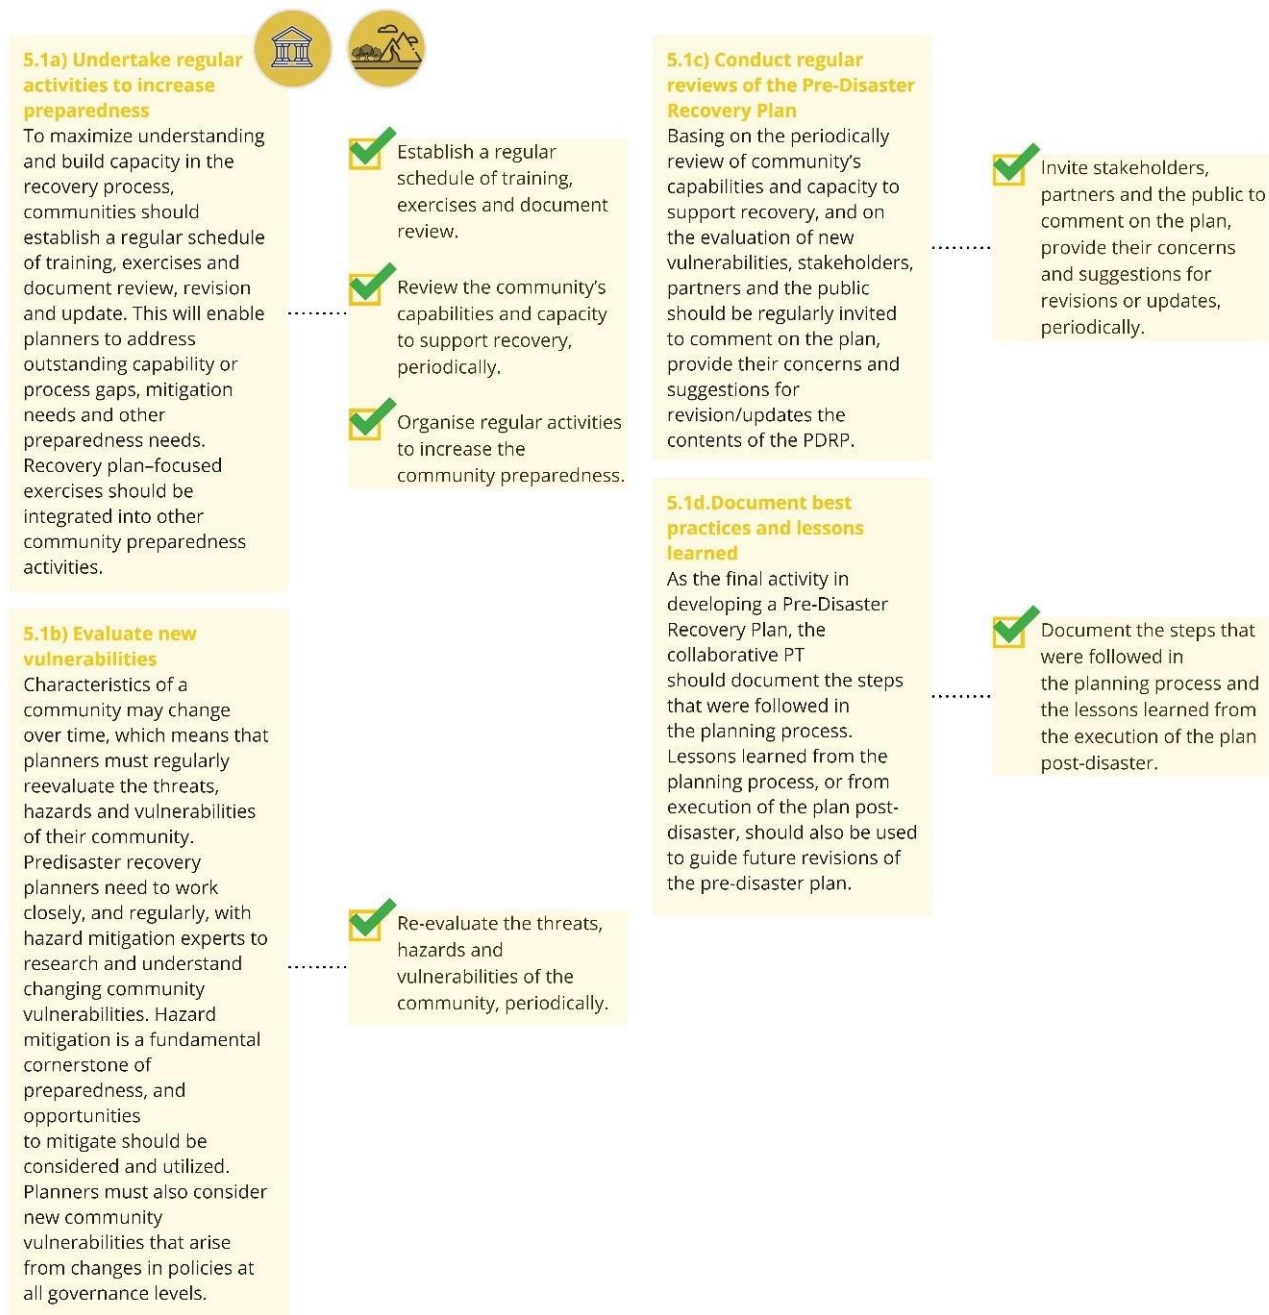 5.1a) Undertake regular
activities to increase
preparedness
To maximize understanding
and build capacity in the
recovery process,
communities should
establish a regular schedule
of training, exercises and
document review, revision
and update. This will enable
planners to address
outstanding capability or
process gaps, mitigation
needs and other
preparedness needs.
Recovery plan–focused
exercises should be
integrated into other
community preparedness
activities.
Establish a regular
schedule of training,
exercises and document
review.
Review the community's
capabilities and capacity
to support recovery,
periodically.
Organise regular activities
to increase the
community preparedness.
5.1b) Evaluate new
vulnerabilities
Characteristics of a
community may change
over time, which means that
planners must regularly
reevaluate the threats,
hazards and vulnerabilities
of their community.
Predisaster recovery
planners need to work
closely, and regularly, with
hazard mitigation experts to
research and understand
changing community
vulnerabilities. Hazard
mitigation is a fundamental
cornerstone of
preparedness, and
opportunities
to mitigate should be
considered and utilized.
Planners must also consider
new community
vulnerabilities that arise
from changes in policies at
all governance levels.
Re-evaluate the threats,
hazards and
vulnerabilities of the
community, periodically.
5.1c) Conduct regular
reviews of the Pre-Disaster
Recovery Plan
Basing on the periodically
review of community's
capabilities and capacity to
support recovery, and on
the evaluation of new
vulnerabilities, stakeholders,
partners and the public
should be regularly invited
to comment on the plan,
provide their concerns and
suggestions for
revision/updates the
contents of the PDRP.
Invite stakeholders,
partners and the public to
comment on the plan,
provide their concerns
and suggestions for
revisions or updates,
periodically.
5.1d.Document best
practices and lessons
learned
As the final activity in
developing a Pre-Disaster
Recovery Plan, the
collaborative PT
should document the steps
that were followed in
the planning process.
Lessons learned from the
planning process, or from
execution of the plan post-
disaster, should also be used
to guide future revisions of
the pre-disaster plan.
Document the steps that
were followed in
the planning process and
the lessons learned from
the execution of the plan
post-disaster.